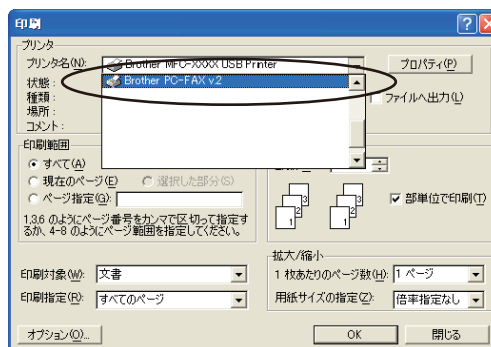 印刷
プリンタ
プリンタ名(N): Brother MFC-XXXX USB Printer プロパティ(P)
Brother PC-FAX v.2
状態:
種類: ファイルへ出力(L)
場所:
コメント:
印刷範囲
すべて(A)
現在のページ(E) 選択した部分(S)
ページ指定(G):
1,3,6 のようにページ番号をカンマで区切って指定するか、4-8 のようにページ範囲を指定してください。
部単位で印刷(T)
1 2 3 1 2 3
印刷対象(W): 文書
印刷指定(R): すべてのページ
拡大/縮小
1 枚あたりのページ数(H): 1 ページ
用紙サイズの指定(Z): 倍率指定なし
オプション(O)... OK 閉じる